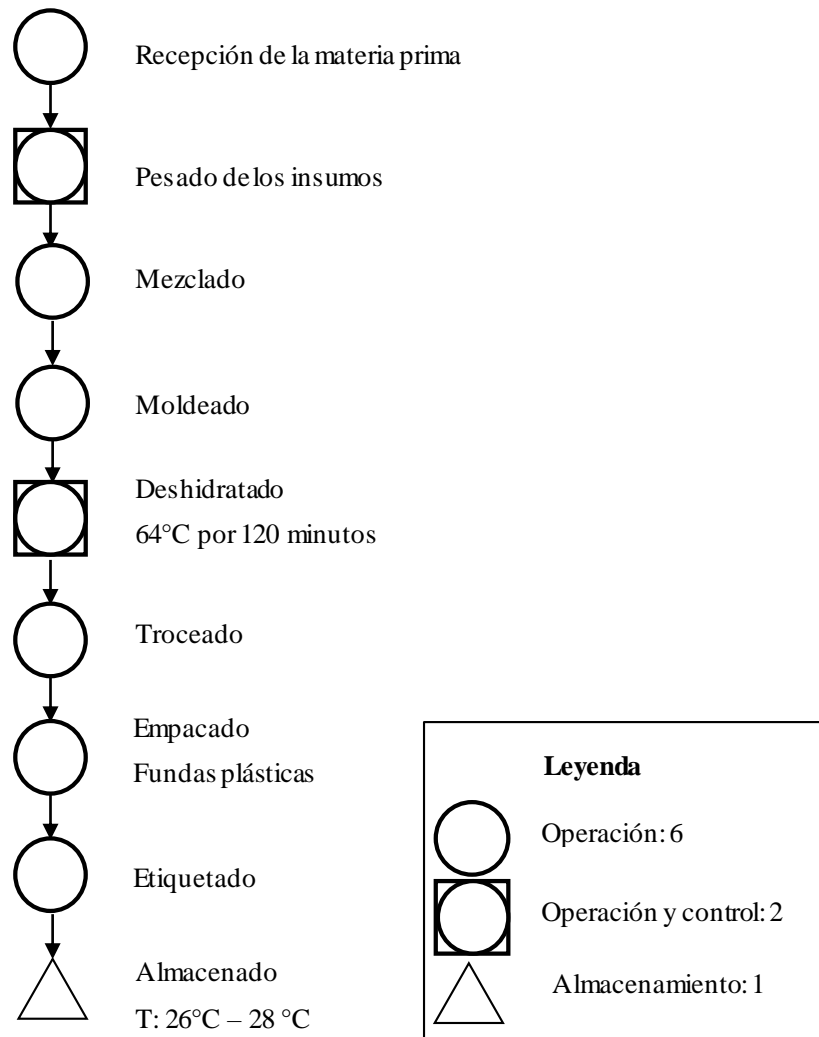 Recepción de la materia prima
Pesado de los insumos
Mezclado
Moldeado
Deshidratado
64°C por 120 minutos
Troceado
Empacado
Fundas plásticas
Etiquetado
Almacenado
T: 26°C – 28 °C
Leyenda
Operación: 6
Operación y control: 2
Almacenamiento: 1